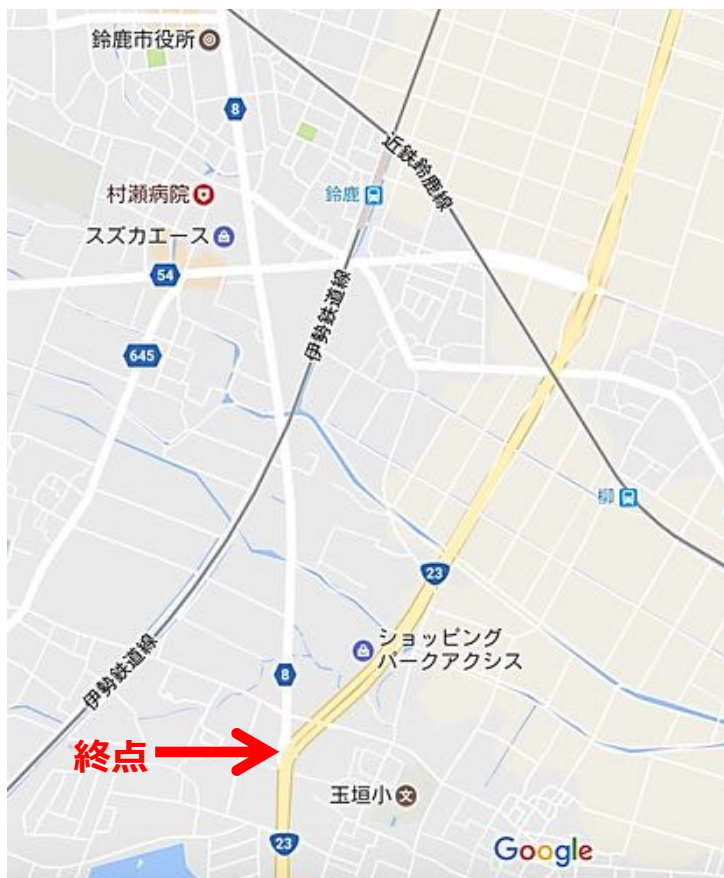 鈴鹿市役所
8
近鉄鈴鹿線
村瀬病院
鈴鹿
スズカエース
54
伊勢鉄道線
645
柳
23
ショッピング
パークアクシス
伊勢鉄道線
8
終点
玉垣小
文
23
Google